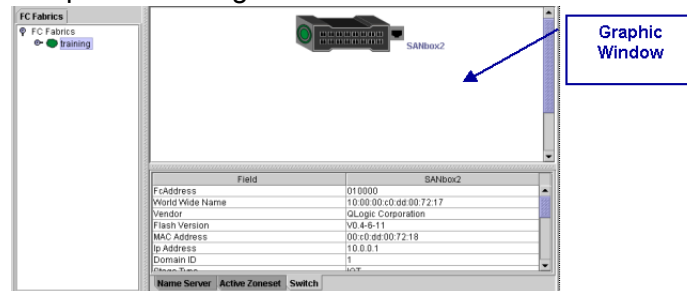 FC Fabrics
FC Fabrics
training
SANbox2
Graphic
Window
Field SANbox2
FcAddress 010000
World Wide Name 10:00:00:c0:dd:00:72:17
Vendor QLogic Corporation
Flash Version V0.4-6-11
MAC Address 00:c0:dd:00:72:18
Ip Address 10.0.0.1
Domain ID 1
Name Server Active Zoneset Switch